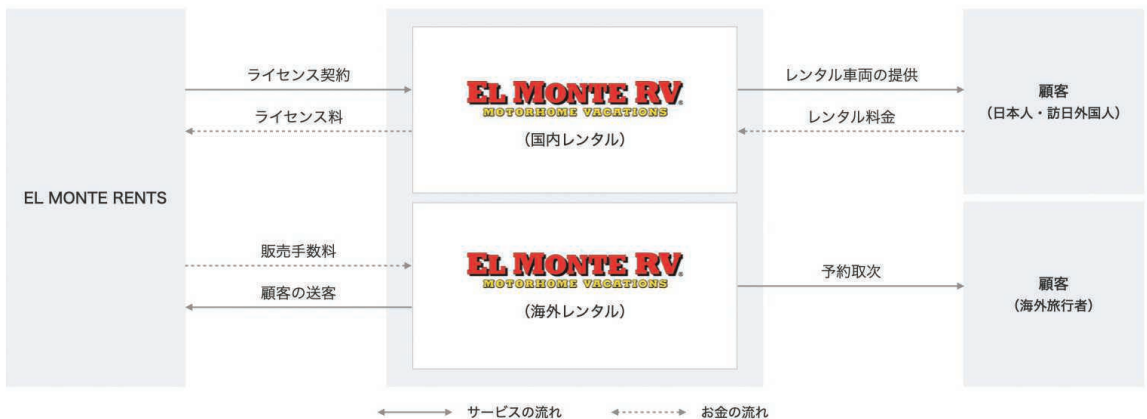 ライセンス契約
ライセンス料
EL MONTE RV®
MOTORHOME VACATIONS
(国内レンタル)
レンタル車両の提供
レンタル料金
顧客
(日本人・訪日外国人)
EL MONTE RENTS
販売手数料
顧客の送客
EL MONTE RV®
MOTORHOME VACATIONS
(海外レンタル)
予約取次
顧客
(海外旅行者)
サービスの流れ
お金の流れ